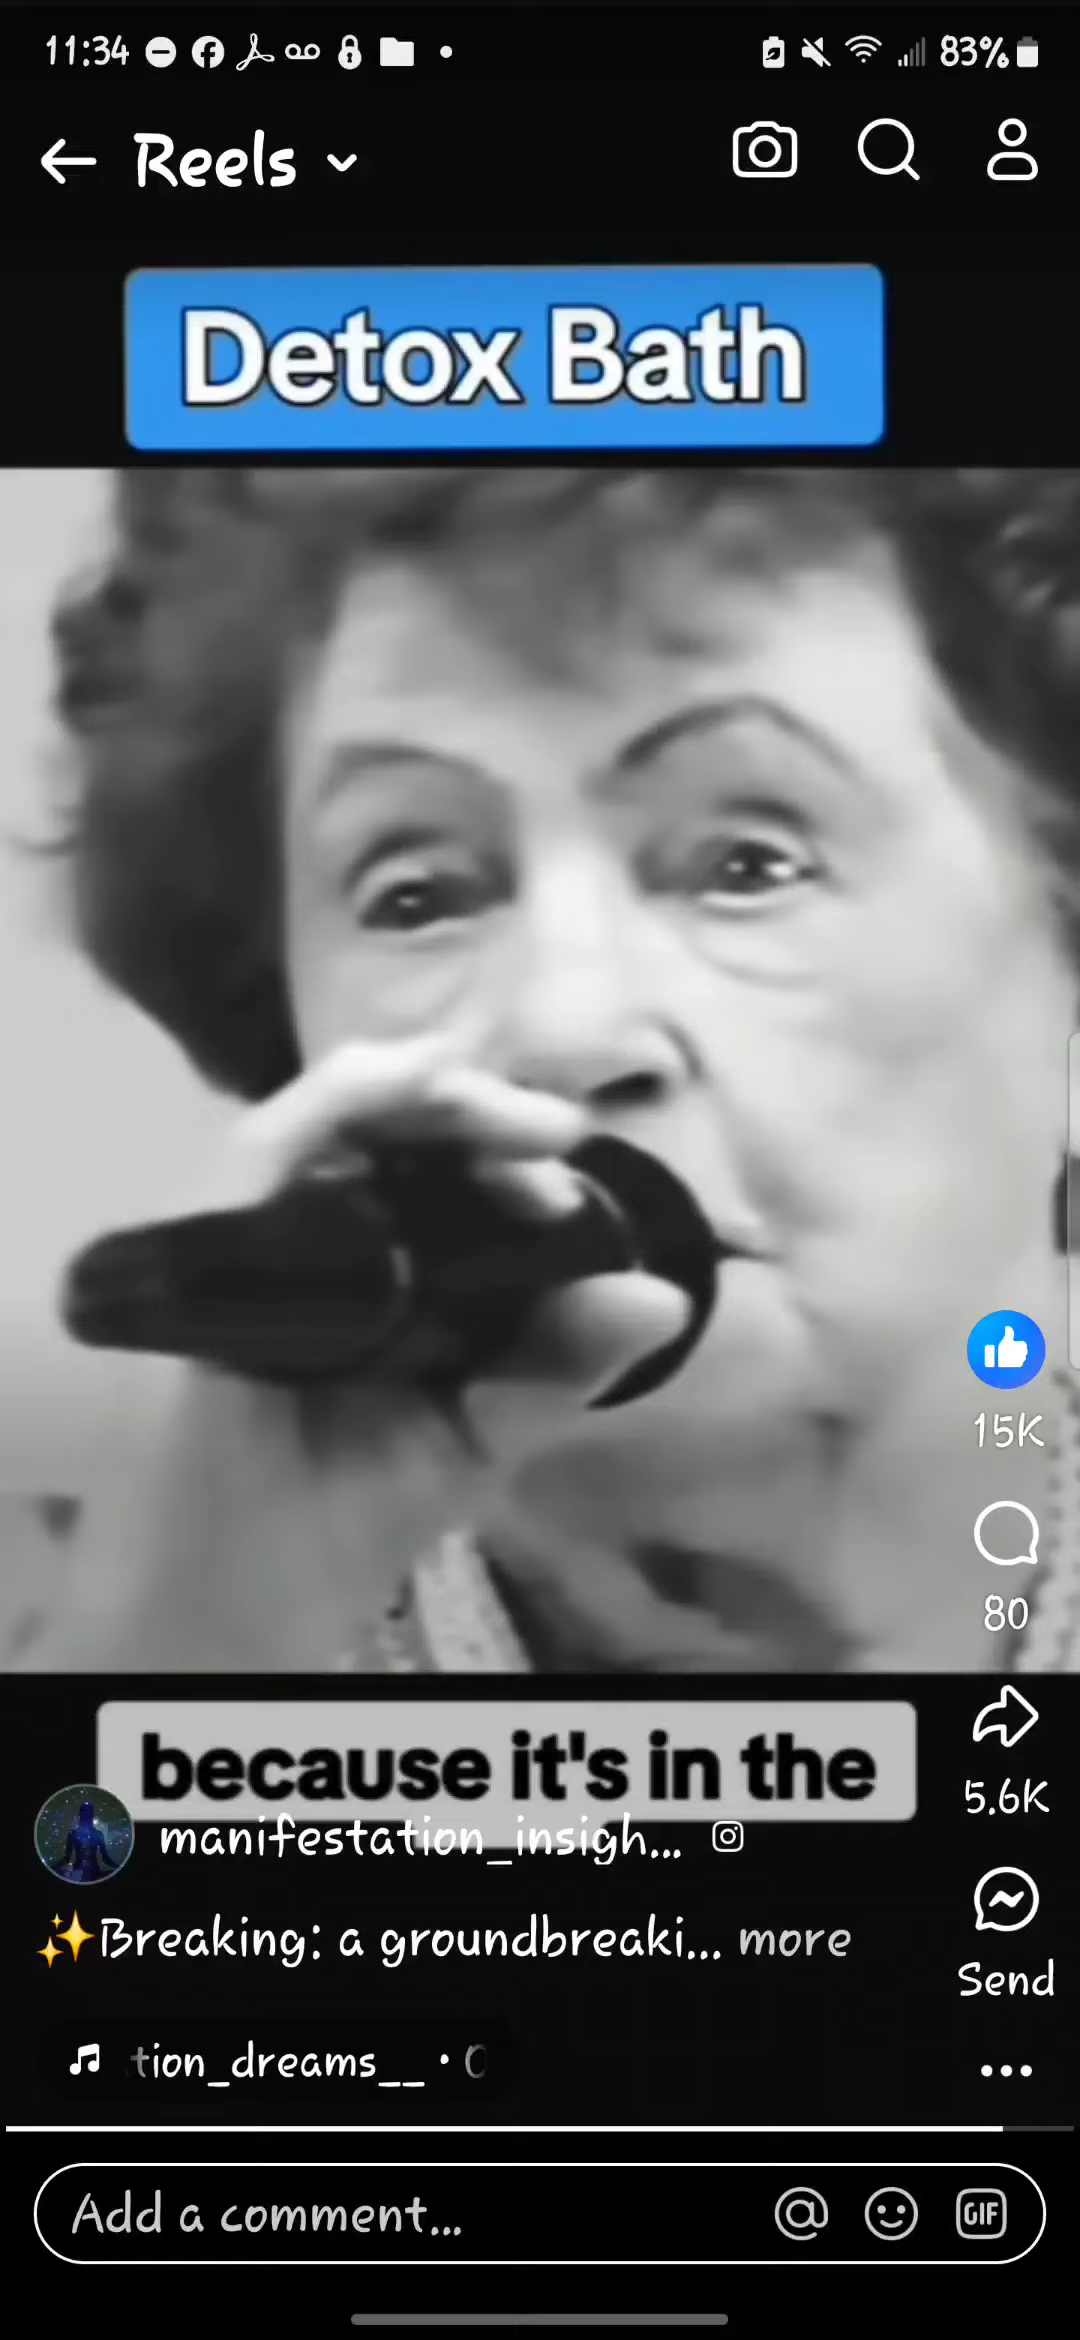 11:34
83%
Reels
Detox Bath
15K
80
because it's in the
5.6K
manifestation_insigh...
✨Breaking: a groundbreaki... more
Send
tion_dreams__ •
Add a comment...
GIF